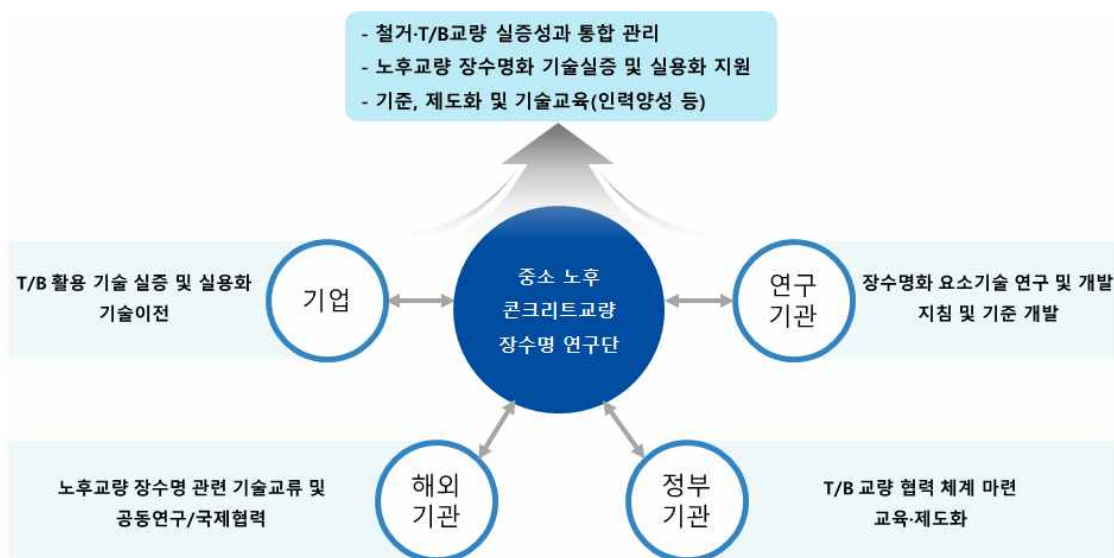 - 철거·T/B교량 실증성과 통합 관리
- 노후교량 장수명화 기술실증 및 실용화 지원
- 기준, 제도화 및 기술교육(인력양성 등)
중소 노후
콘크리트교량
장수명 연구단
T/B 활용 기술 실증 및 실용화
기술이전
기업
연구
기관
장수명화 요소기술 연구 및 개발
지침 및 기준 개발
노후교량 장수명 관련 기술교류 및
공동연구/국제협력
해외
기관
정부
기관
T/B 교량 협력 체계 마련
교육·제도화